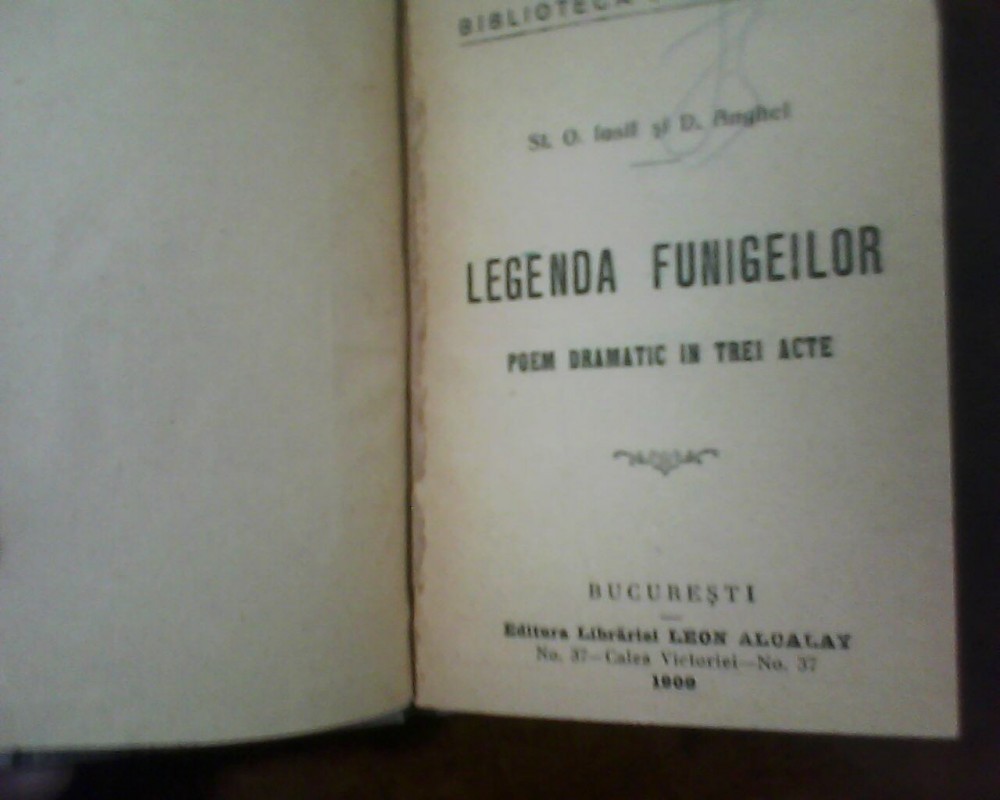 BIBLIOTECA
St. O. Iosif și D. Anghel
LEGENDA FUNIGEILOR
POEM DRAMATIC IN TREI ACTE
BUCUREȘTI
Editura Librăriei LEON ALCALAY
No. 37—Calea Victoriei—No. 37
1909